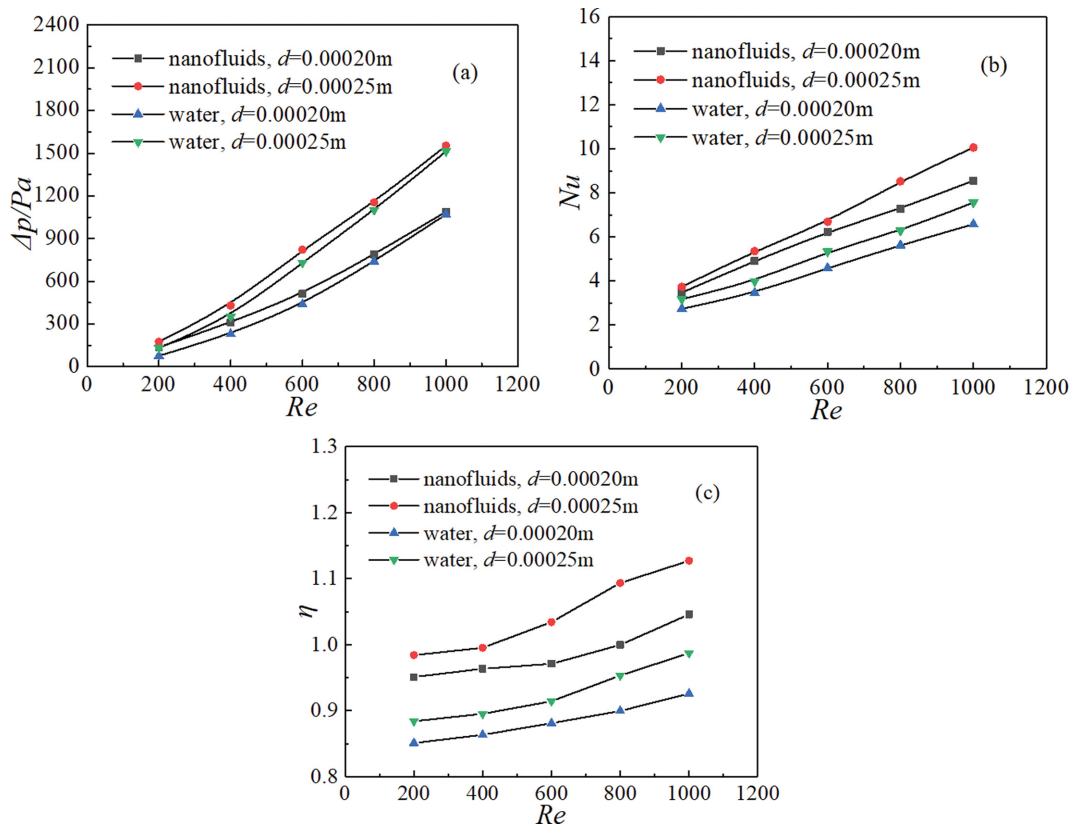 2400
2100
1800
1500
1200
900
600
300
0
Δp/Pa
nanofluids, d=0.00020m
nanofluids, d=0.00025m
water, d=0.00020m
water, d=0.00025m
(a)
0 200 400 600 800 1000 1200
Re
16
14
12
10
8
6
4
2
0
Nu
nanofluids, d=0.00020m
nanofluids, d=0.00025m
water, d=0.00020m
water, d=0.00025m
(b)
0 200 400 600 800 1000 1200
Re
1.3
1.2
1.1
1.0
0.9
0.8
η
nanofluids, d=0.00020m
nanofluids, d=0.00025m
water, d=0.00020m
water, d=0.00025m
(c)
0 200 400 600 800 1000 1200
Re